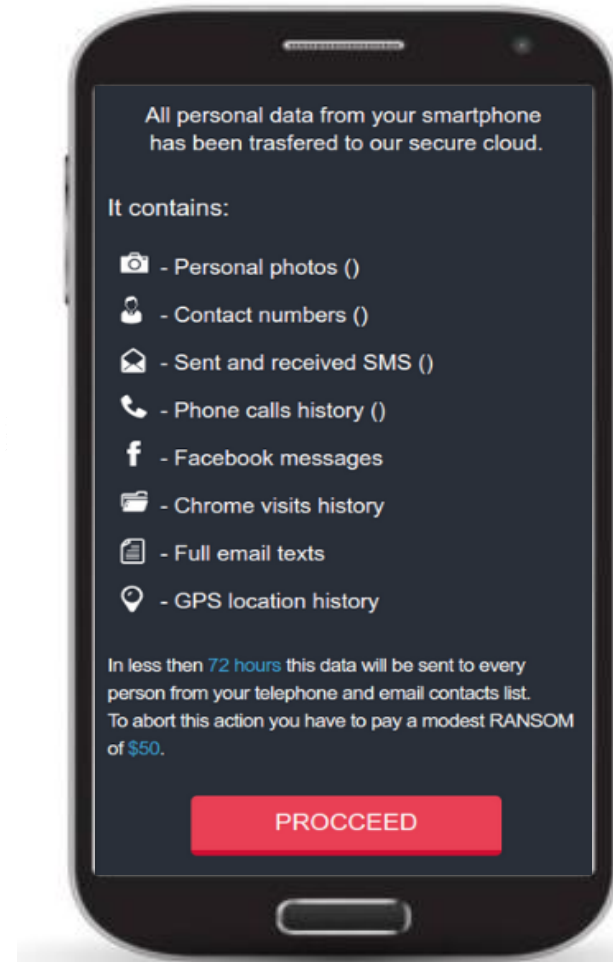 All personal data from your smartphone
has been trasfered to our secure cloud.
It contains:
- Personal photos ()
- Contact numbers ()
- Sent and received SMS ()
- Phone calls history ()
- Facebook messages
- Chrome visits history
- Full email texts
- GPS location history
In less then 72 hours this data will be sent to every
person from your telephone and email contacts list.
To abort this action you have to pay a modest RANSOM
of $50.
PROCCEED